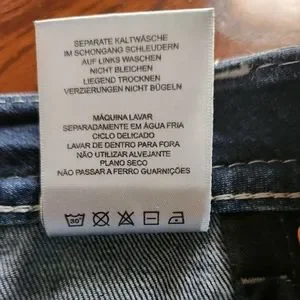 SEPARATE KALTWÄSCHE
IM SCHONGANG SCHLEUDERN
AUF LINKS WASCHEN
NICHT BLEICHEN
LIEGEND TROCKNEN
VERZIERUNGEN NICHT BÜGELN
MÁQUINA LAVAR
SEPARADAMENTE EM ÁGUA FRIA
CICLO DELICADO
LAVAR DE DENTRO PARA FORA
NÃO UTILIZAR ALVEJANTE
PLANO SECO
NÃO PASSAR A FERRO GUARNIÇÕES
30°